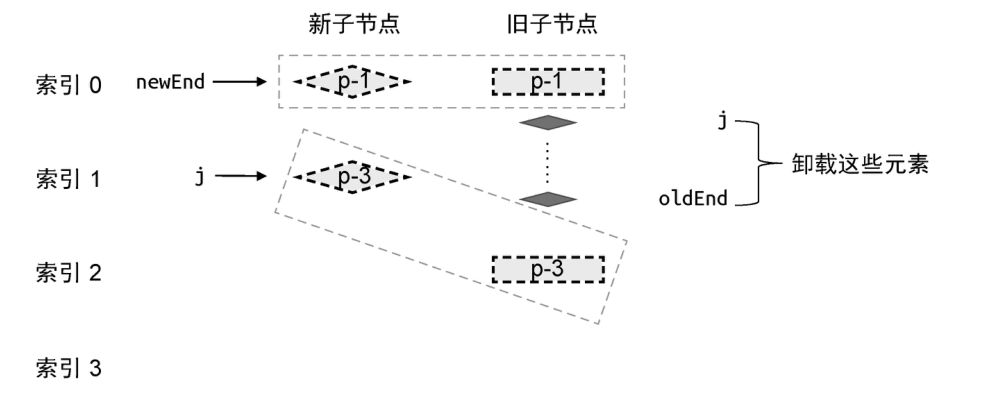 新子节点 旧子节点
索引 0 newEnd p-1 p-1
j
索引 1 j p-3 卸载这些元素
oldEnd
索引 2 p-3
索引 3